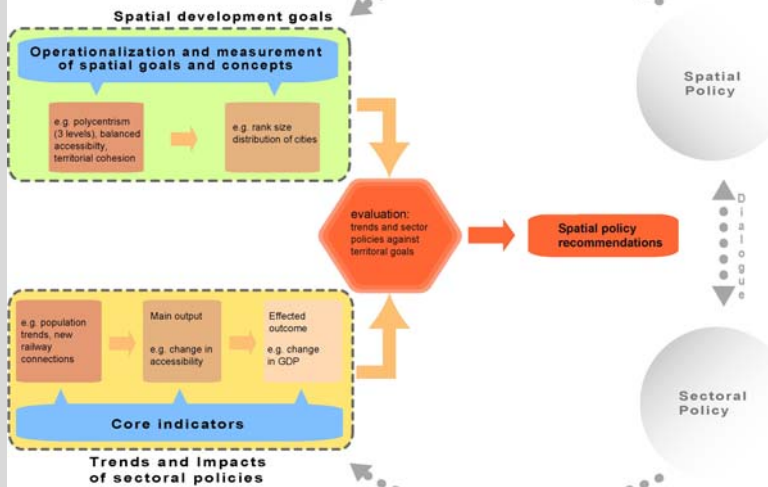 Spatial development goals
Operationalization and measurement
of spatial goals and concepts
e.g. polycentrism
(3 levels), balanced
accessibilty,
territorial cohesion
e.g. rank size
distribution of cities
Spatial
Policy
evaluation:
trends and sector
policies against
territoral goals
Spatial policy
recommendations
Dialogue
e.g. population
trends, new
railway
connections
Main output
e.g. change in
accessibility
Effected
outcome
e.g. change
in GDP
Core indicators
Sectoral
Policy
Trends and Impacts
of sectoral policies